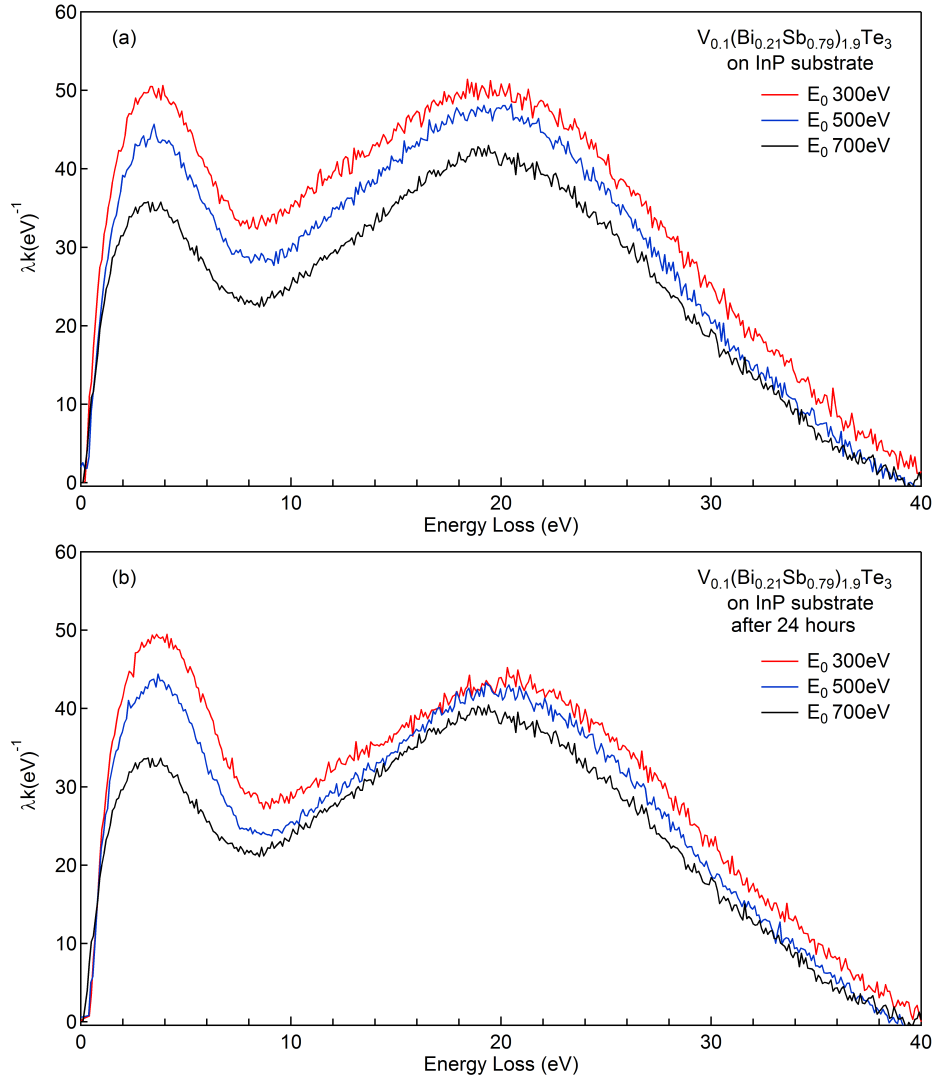 60
50
40
30
20
10
0
λk(eV)⁻¹
(a)
V₀.₁(Bi₀.₂₁Sb₀.₇₉)₁.₉Te₃
on InP substrate
E₀ 300eV
E₀ 500eV
E₀ 700eV
0 10 20 30 40
Energy Loss (eV)
60
50
40
30
20
10
0
λk(eV)⁻¹
(b)
V₀.₁(Bi₀.₂₁Sb₀.₇₉)₁.₉Te₃
on InP substrate
after 24 hours
E₀ 300eV
E₀ 500eV
E₀ 700eV
0 10 20 30 40
Energy Loss (eV)